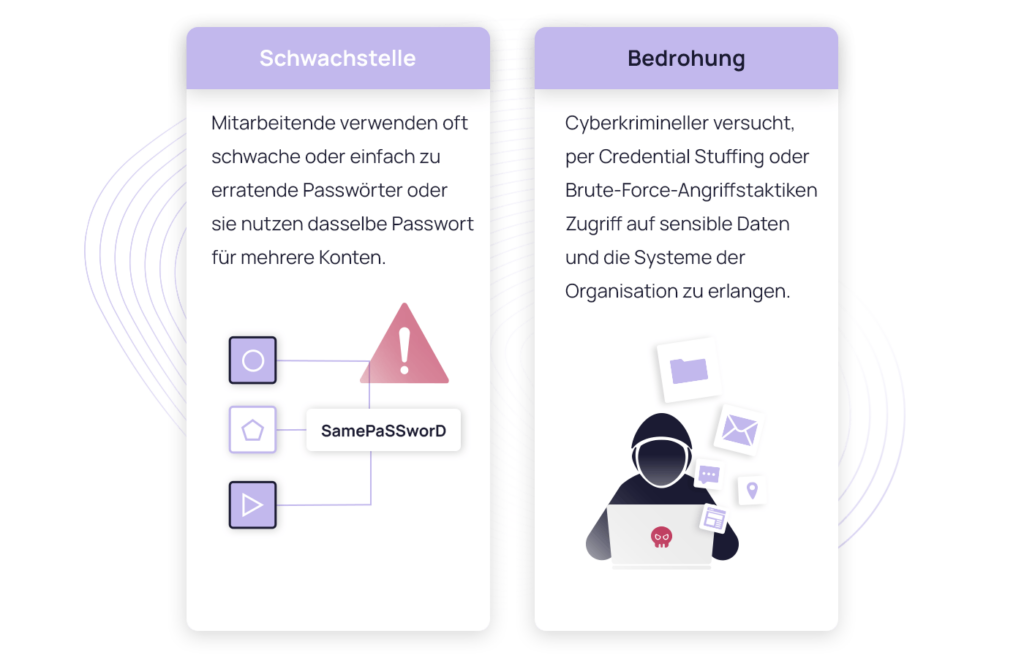 Schwachstelle
Mitarbeitende verwenden oft
schwache oder einfach zu
erratende Passwörter oder
sie nutzen dasselbe Passwort
für mehrere Konten.
SamePaSSworD
Bedrohung
Cyberkrimineller versucht,
per Credential Stuffing oder
Brute-Force-Angriffstaktiken
Zugriff auf sensible Daten
und die Systeme der
Organisation zu erlangen.